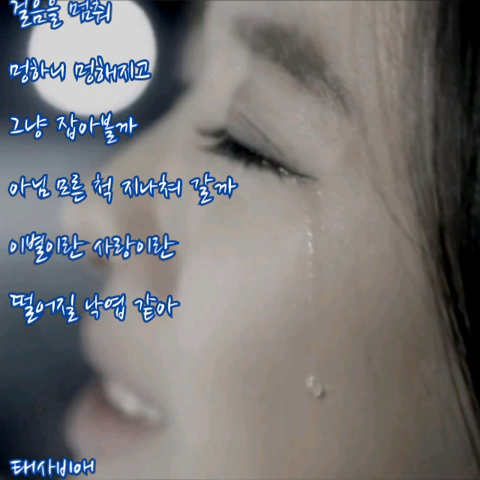 걸음을 멈춰
멍하니 멍해지고
그냥 잡아볼까
아님 모른 척 지나쳐 갈까
이별이란 사랑이란
떨어질 낙엽 같아
태사비애